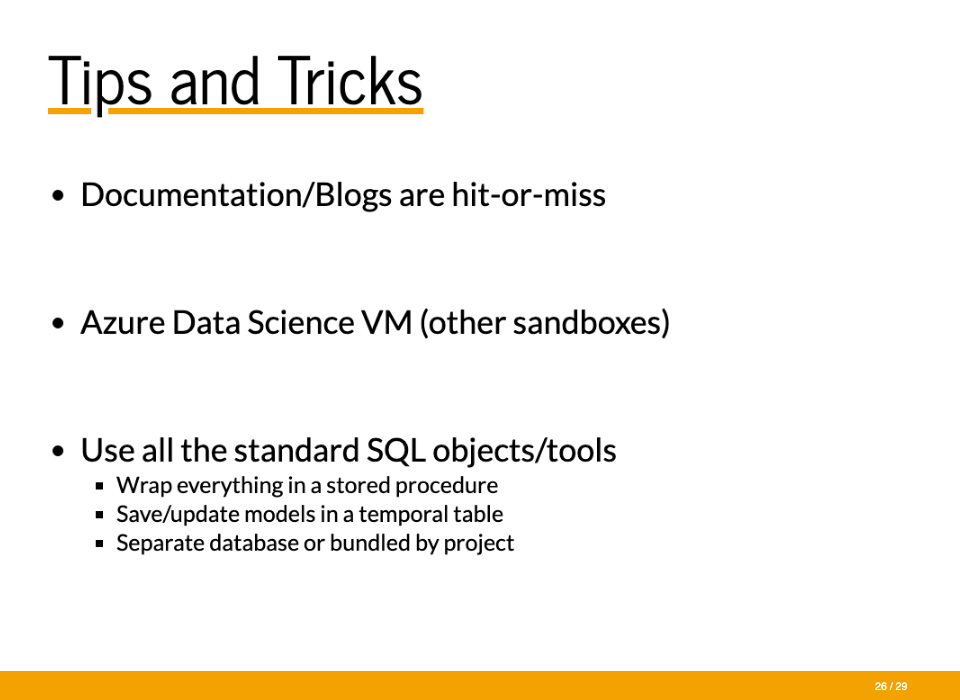 Tips and Tricks
• Documentation/Blogs are hit-or-miss
• Azure Data Science VM (other sandboxes)
• Use all the standard SQL objects/tools
▪ Wrap everything in a stored procedure
▪ Save/update models in a temporal table
▪ Separate database or bundled by project
26 / 29